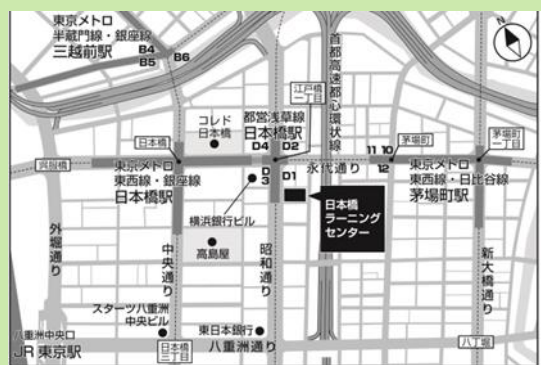 東京メトロ
半蔵門線・銀座線
三越前駅
B4
B5
B6
N
江戸橋
一丁目
首都高速都心環状線
コレド
日本橋
都営浅草線
日本橋駅
D4
D2
日本橋
呉服橋
11 10
茅場町
茅場町
一丁目
永代通り
12
東京メトロ
東西線・銀座線
日本橋駅
D
3
D1
東京メトロ
東西線・日比谷線
茅場町駅
日本橋
ラーニング
センター
横浜銀行ビル
高島屋
外堀通り
中央通り
昭和通り
新大橋通り
スターツ八重洲
中央ビル
東日本銀行
八重洲中央口
JR 東京駅
日本橋
三丁目
八重洲通り
八丁堀